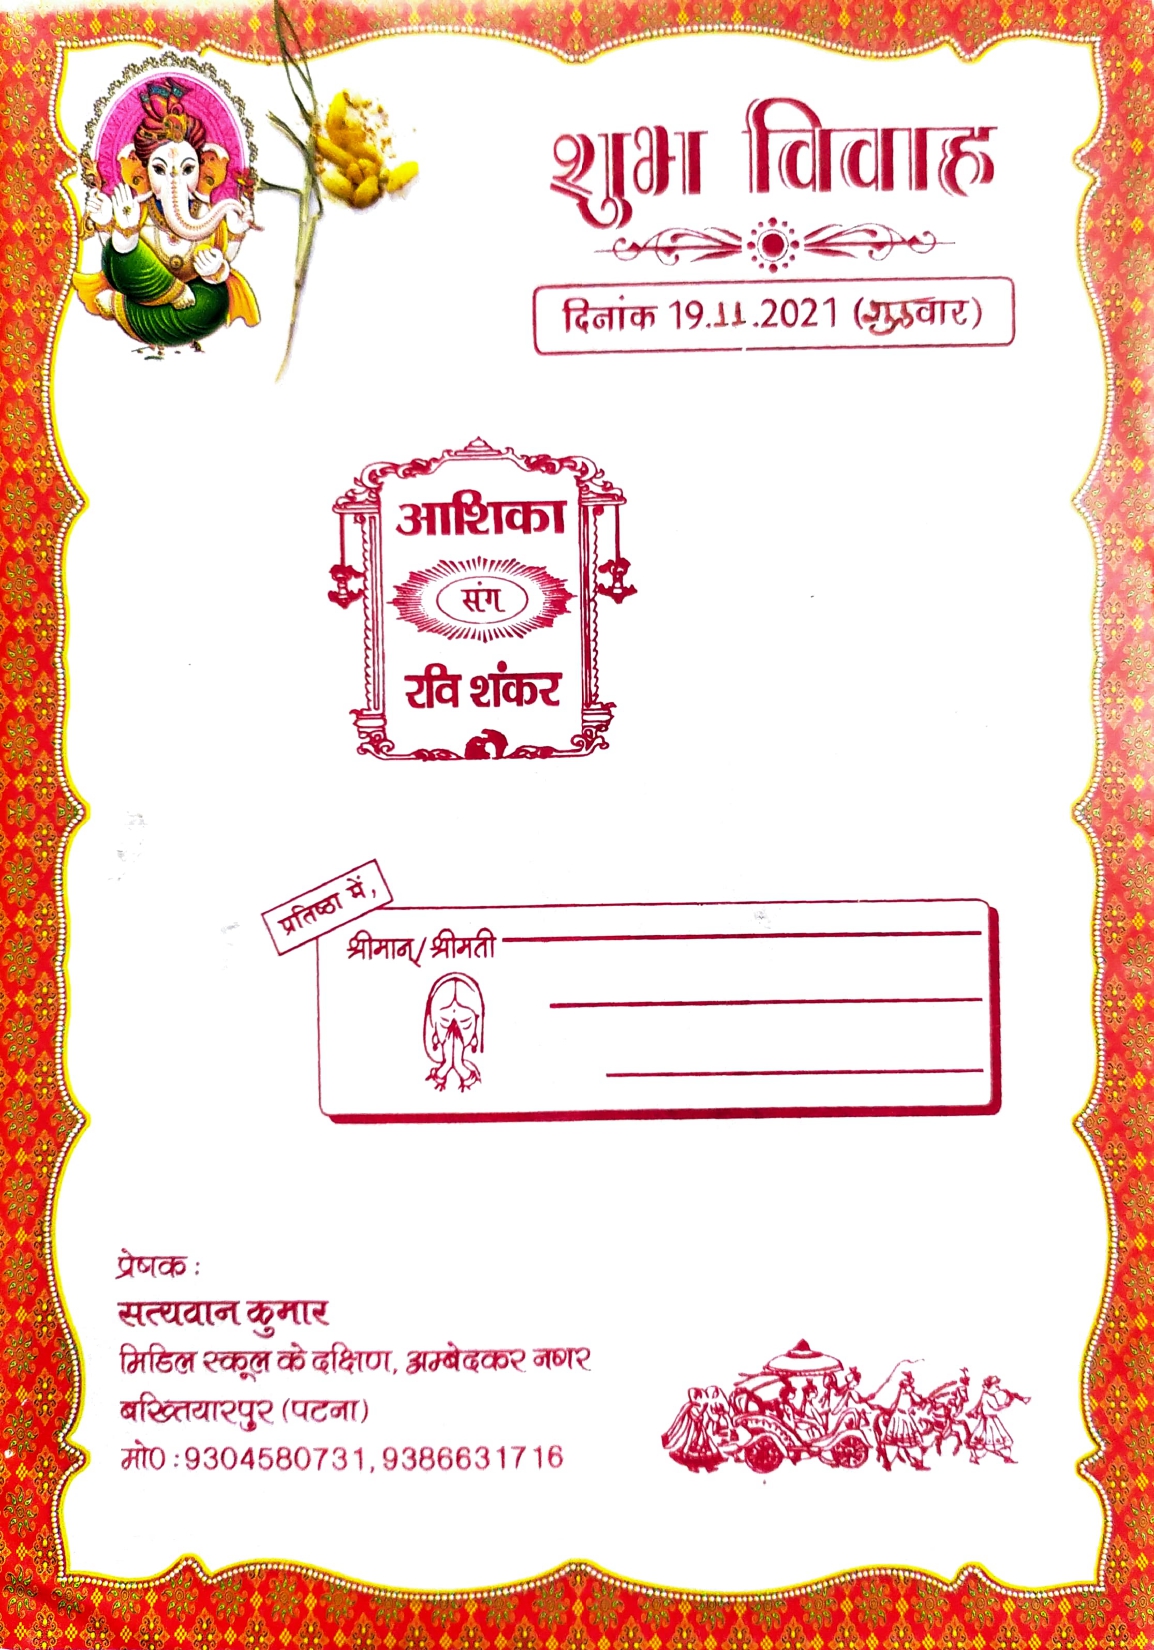 शुभ विवाह
दिनांक 19.11.2021 (शुक्रवार)
आशिका
संग
रवि शंकर
प्रतिष्ठा में,
श्रीमान्/श्रीमती
प्रेषक :
सत्यवान कुमार
मिडिल स्कूल के दक्षिण, अम्बेदकर नगर
बख्तियारपुर (पटना)
मो0 : 9304580731, 9386631716